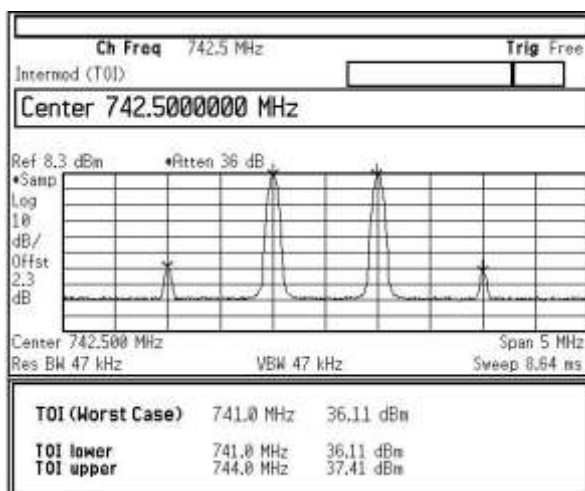 Ch Freq 742.5 MHz Trig Free
Intermod (TOI)
Center 742.5000000 MHz
Ref 8.3 dBm ♦Atten 36 dB
♦Samp
Log
10
dB/
Offst
2.3
dB
Center 742.500 MHz Span 5 MHz
Res BW 47 kHz VBW 47 kHz Sweep 8.64 ms
TOI (Worst Case) 741.0 MHz 36.11 dBm
TOI lower 741.0 MHz 36.11 dBm
TOI upper 744.0 MHz 37.41 dBm